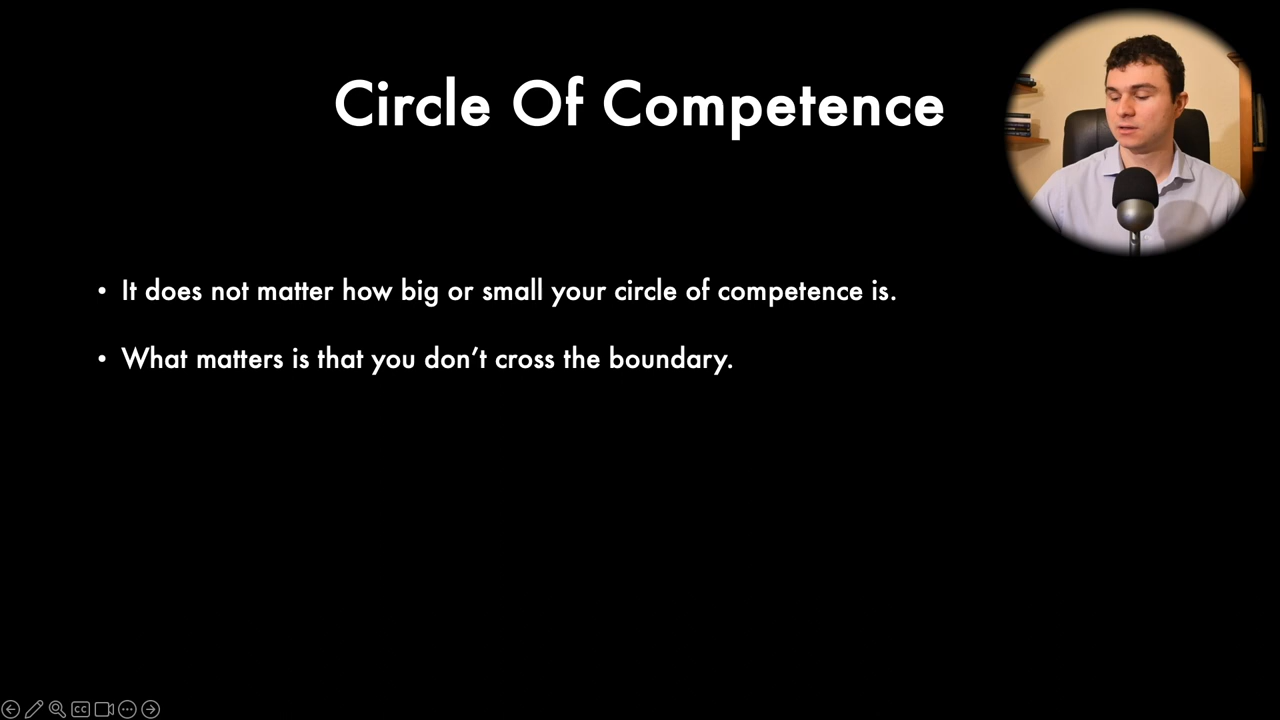 Circle Of Competence
• It does not matter how big or small your circle of competence is.
• What matters is that you don’t cross the boundary.
CC